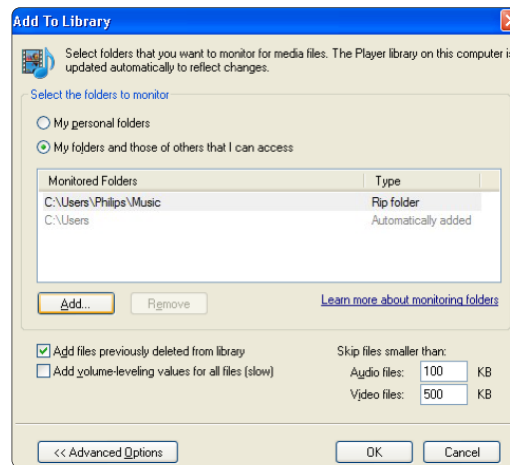 Add To Library
Select folders that you want to monitor for media files. The Player library on this computer is
updated automatically to reflect changes.
Select the folders to monitor
My personal folders
My folders and those of others that I can access
Monitored Folders Type
C:\Users\Philips\Music Rip folder
C:\Users Automatically added
Add... Remove Learn more about monitoring folders
Add files previously deleted from library Skip files smaller than:
Add volume-leveling values for all files (slow) Audio files: 100 KB
Video files: 500 KB
<< Advanced Options OK Cancel